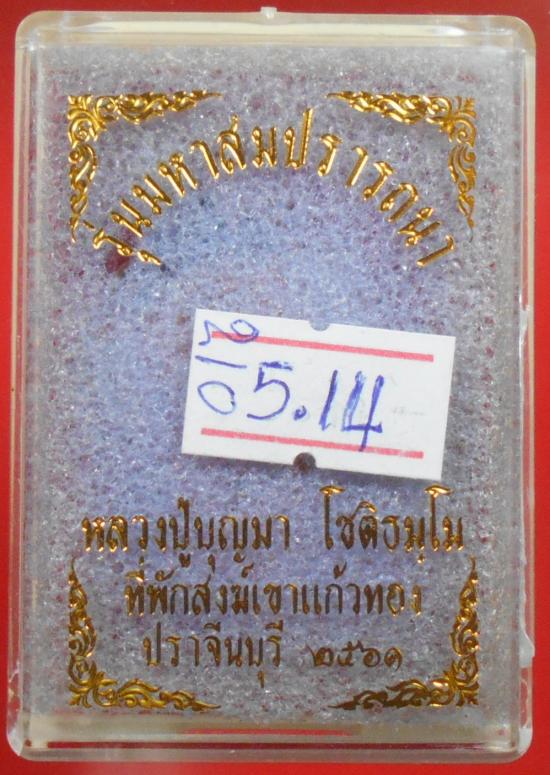 รุ่นมหาสมปรารถนา
5.14
หลวงปู่บุญมา โชติธมฺโม
ที่พักสงฆ์เขาแก้วทอง
ปราจีนบุรี ๒๕๖๑